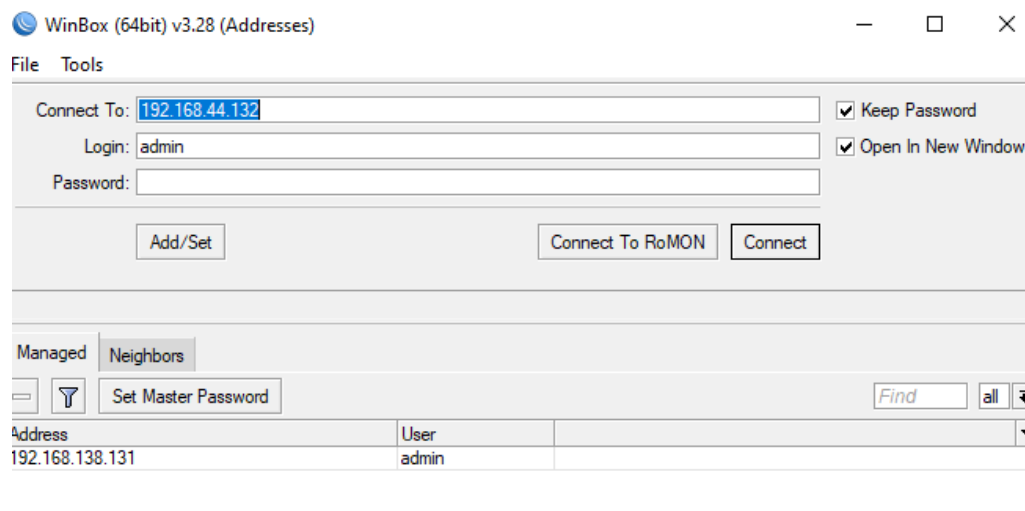 WinBox (64bit) v3.28 (Addresses)
File Tools
Connect To: 192.168.44.132 Keep Password
Login: admin Open In New Window
Password:
Add/Set Connect To RoMON Connect
Managed Neighbors
Set Master Password Find all
Address User
192.168.138.131 admin